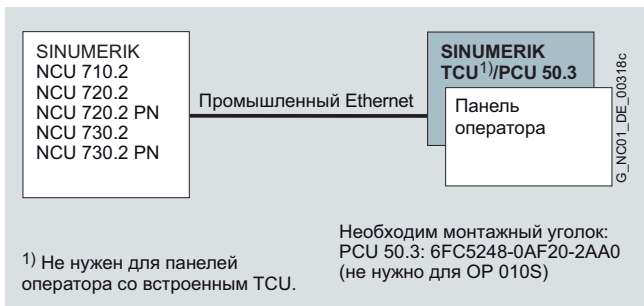 SINUMERIK
NCU 710.2
NCU 720.2
NCU 720.2 PN
NCU 730.2
NCU 730.2 PN
Промышленный Ethernet
SINUMERIK
TCU1)/PCU 50.3
Панель
оператора
G_NC01_DE_00318c
1) Не нужен для панелей
оператора со встроенным TCU.
Необходим монтажный уголок:
PCU 50.3: 6FC5248-0AF20-2AA0
(не нужно для OP 010S)